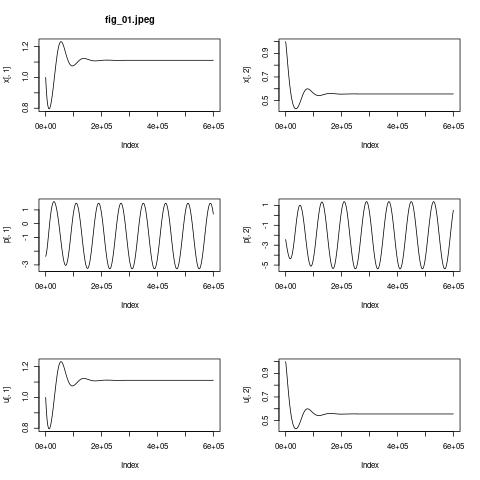 fig_01.jpeg
x[, 1]
0.8 1.0 1.2
0e+00 2e+05 4e+05 6e+05
Index
x[, 2]
0.5 0.7 0.9
0e+00 2e+05 4e+05 6e+05
Index
p[, 1]
-3 -1 0 1
0e+00 2e+05 4e+05 6e+05
Index
p[, 2]
-5 -3 -1 1
0e+00 2e+05 4e+05 6e+05
Index
u[, 1]
0.8 1.0 1.2
0e+00 2e+05 4e+05 6e+05
Index
u[, 2]
0.5 0.7 0.9
0e+00 2e+05 4e+05 6e+05
Index